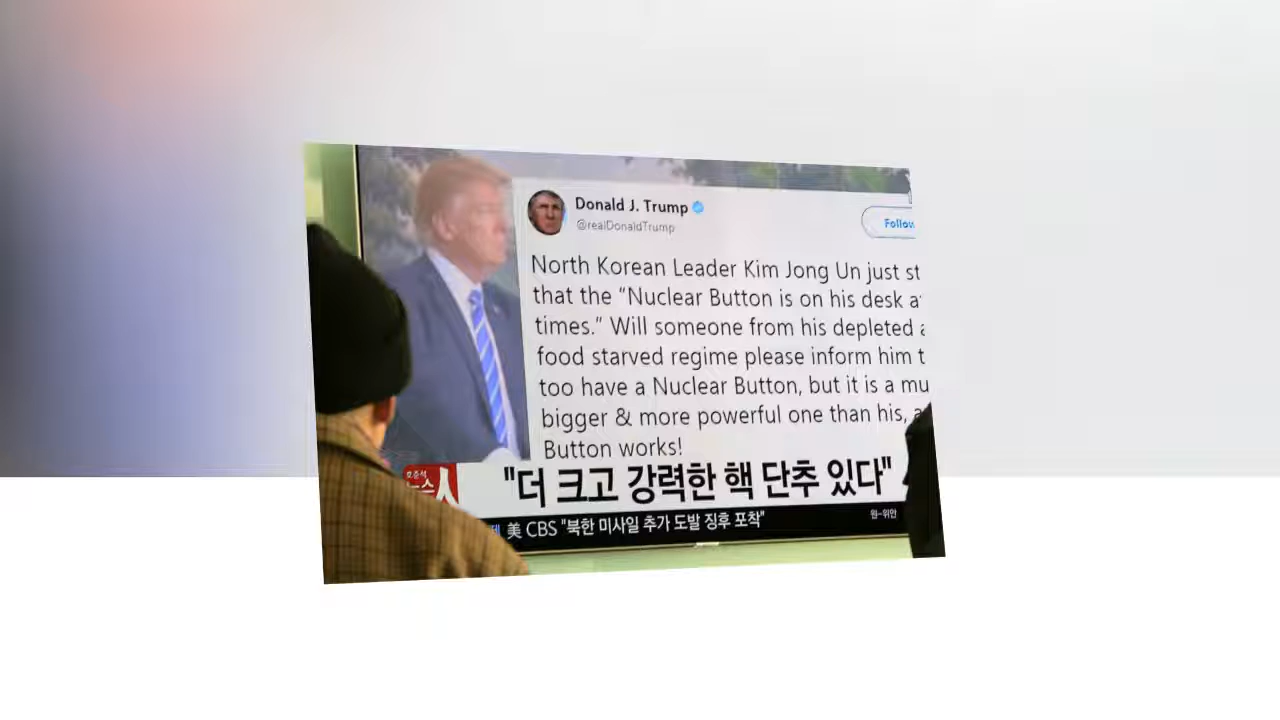 Donald J. Trump
@realDonaldTrump
Follow
North Korean Leader Kim Jong Un just st
that the “Nuclear Button is on his desk a
times.” Will someone from his depleted a
food starved regime please inform him t
too have a Nuclear Button, but it is a mu
bigger & more powerful one than his, a
Button works!
"더 크고 강력한 핵 단추 있다"
美 CBS "북한 미사일 추가 도발 징후 포착"
원-위안